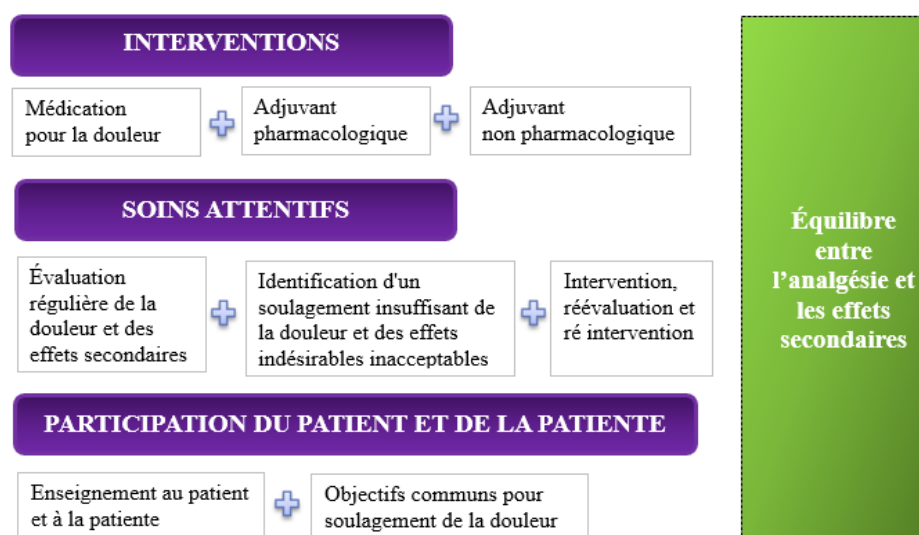 INTERVENTIONS
Médication
pour la douleur
Adjuvant
pharmacologique
Adjuvant
non pharmacologique
SOINS ATTENTIFS
Évaluation
régulière de la
douleur et des
effets secondaires
Identification d'un
soulagement insuffisant de
la douleur et des effets
indésirables inacceptables
Intervention,
réévaluation et
ré intervention
PARTICIPATION DU PATIENT ET DE LA PATIENTE
Enseignement au patient
et à la patiente
Objectifs communs pour
soulagement de la douleur
Équilibre
entre
l’analgésie et
les effets
secondaires